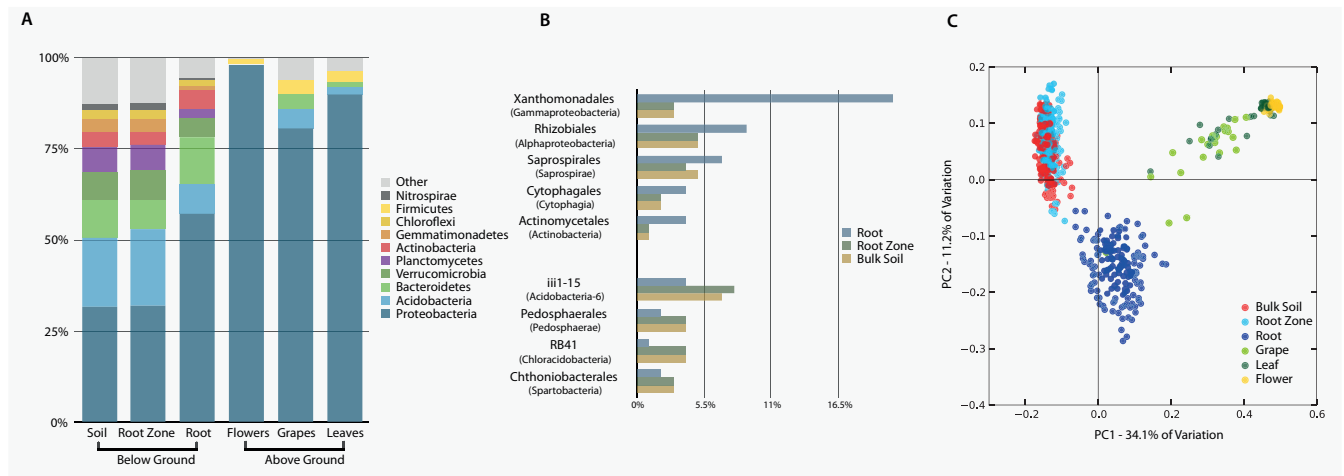 A
100%
75%
50%
25%
0%
Soil Root Zone Root Flowers Grapes Leaves
Below Ground Above Ground
Other
Nitrospirae
Firmicutes
Chloroflexi
Gemmatimonadetes
Actinobacteria
Planctomycetes
Verrucomicrobia
Bacteroidetes
Acidobacteria
Proteobacteria
B
Xanthomonadales
(Gammaproteobacteria)
Rhizobiales
(Alphaproteobacteria)
Saprospirales
(Saprospirae)
Cytophagales
(Cytophagia)
Actinomycetales
(Actinobacteria)
iii1-15
(Acidobacteria-6)
Pedosphaerales
(Pedosphaerae)
RB41
(Chloracidobacteria)
Chthoniobacterales
(Spartobacteria)
0% 5.5% 11% 16.5%
Root
Root Zone
Bulk Soil
C
PC2 - 11.2% of Variation
0.2
0.1
0.0
−0.1
−0.2
−0.3
−0.4
−0.2 0.0 0.2 0.4 0.6
PC1 - 34.1% of Variation
Bulk Soil
Root Zone
Root
Grape
Leaf
Flower